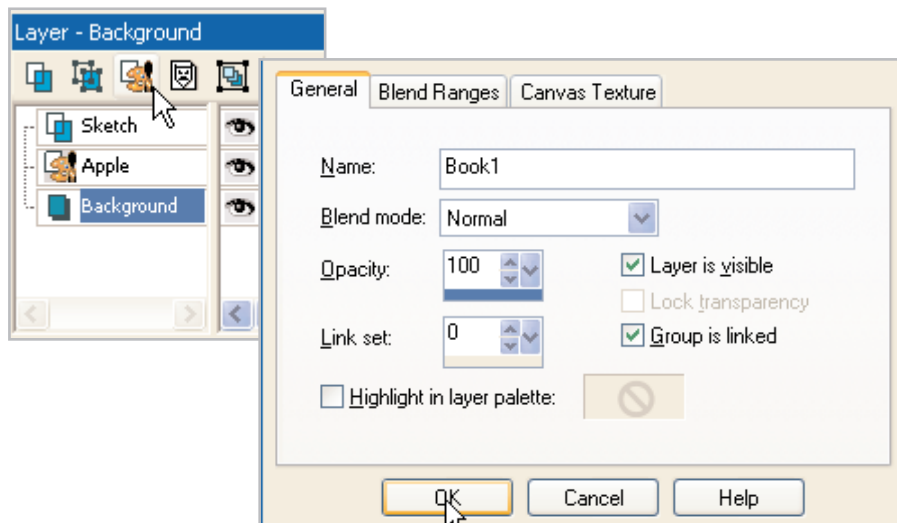 Layer - Background
Sketch
Apple
Background
General Blend Ranges Canvas Texture
Name: Book1
Blend mode: Normal
Opacity: 100 Layer is visible
Lock transparency
Link set: 0 Group is linked
Highlight in layer palette:
OK Cancel Help